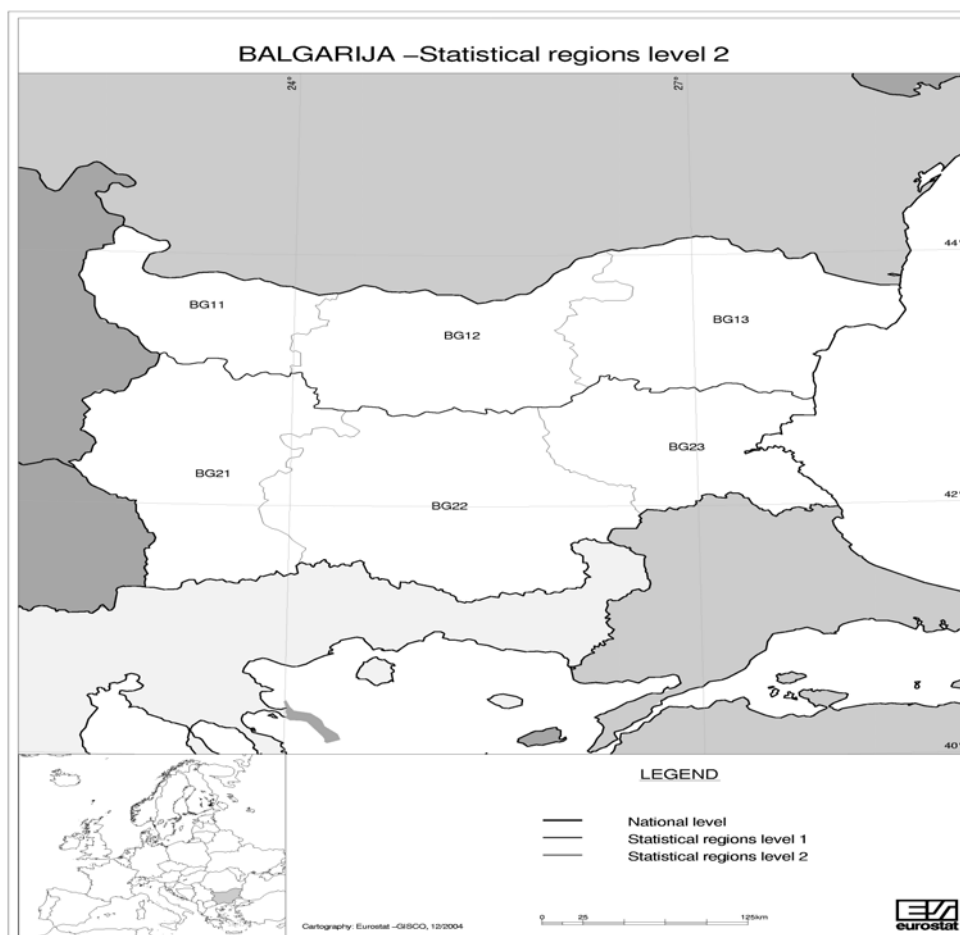 BALGARIJA –Statistical regions level 2
24°
27°
44°
BG11
BG12
BG13
BG21
BG22
BG23
42°
40°
LEGEND
National level
Statistical regions level 1
Statistical regions level 2
Cartography: Eurostat –GISCO, 12/2004
0 25 125km
eurostat